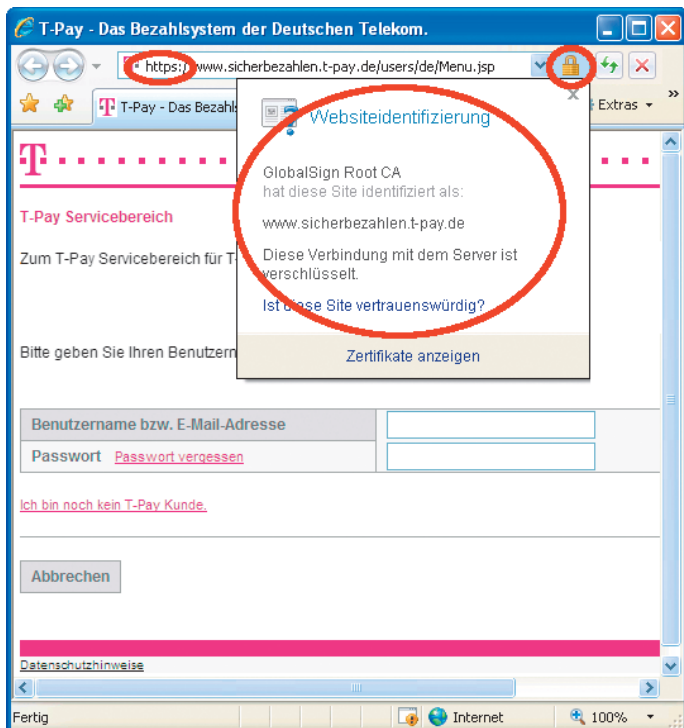 T-Pay - Das Bezahlsystem der Deutschen Telekom.
https://www.sicherbezahlen.t-pay.de/users/de/Menu.jsp
T-Pay - Das Bezahls
Extras
»
Websiteidentifizierung
GlobalSign Root CA
hat diese Site identifiziert als:
www.sicherbezahlen.t-pay.de
Diese Verbindung mit dem Server ist
verschlüsselt.
Ist diese Site vertrauenswürdig?
Zertifikate anzeigen
T
T-Pay Servicebereich
Zum T-Pay Servicebereich für T-
Bitte geben Sie Ihren Benutzern
Benutzername bzw. E-Mail-Adresse
Passwort Passwort vergessen
Ich bin noch kein T-Pay Kunde.
Abbrechen
Datenschutzhinweise
Fertig
Internet
100%